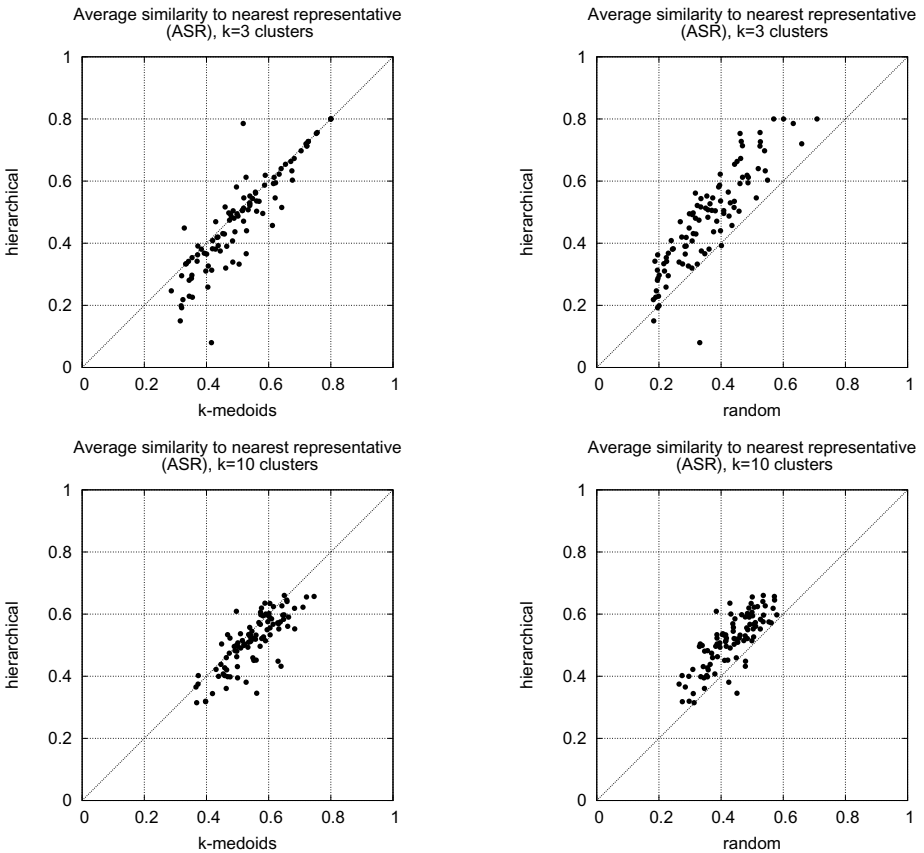 Average similarity to nearest representative
(ASR), k=3 clusters
1
0.8
0.6
0.4
0.2
0
hierarchical
0 0.2 0.4 0.6 0.8 1
k-medoids
Average similarity to nearest representative
(ASR), k=3 clusters
1
0.8
0.6
0.4
0.2
0
hierarchical
0 0.2 0.4 0.6 0.8 1
random
Average similarity to nearest representative
(ASR), k=10 clusters
1
0.8
0.6
0.4
0.2
0
hierarchical
0 0.2 0.4 0.6 0.8 1
k-medoids
Average similarity to nearest representative
(ASR), k=10 clusters
1
0.8
0.6
0.4
0.2
0
hierarchical
0 0.2 0.4 0.6 0.8 1
random